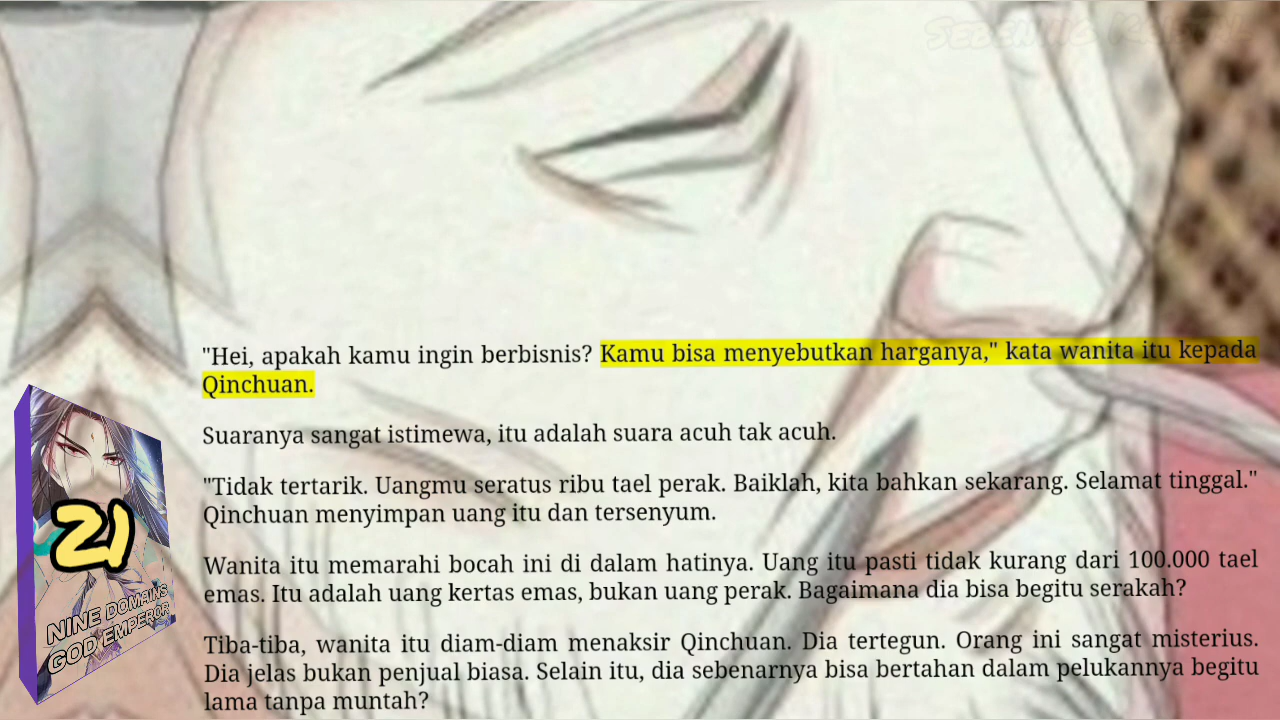 "Hei, apakah kamu ingin berbisnis? Kamu bisa menyebutkan harganya," kata wanita itu kepada
Qinchuan.
Suaranya sangat istimewa, itu adalah suara acuh tak acuh.
"Tidak tertarik. Uangmu seratus ribu tael perak. Baiklah, kita bahkan sekarang. Selamat tinggal."
Qinchuan menyimpan uang itu dan tersenyum.
Wanita itu memarahi bocah ini di dalam hatinya. Uang itu pasti tidak kurang dari 100.000 tael
emas. Itu adalah uang kertas emas, bukan uang perak. Bagaimana dia bisa begitu serakah?
Tiba-tiba, wanita itu diam-diam menaksir Qinchuan. Dia tertegun. Orang ini sangat misterius.
Dia jelas bukan penjual biasa. Selain itu, dia sebenarnya bisa bertahan dalam pelukannya begitu
lama tanpa muntah?
21
NINE DOMAINS
GOD EMPEROR